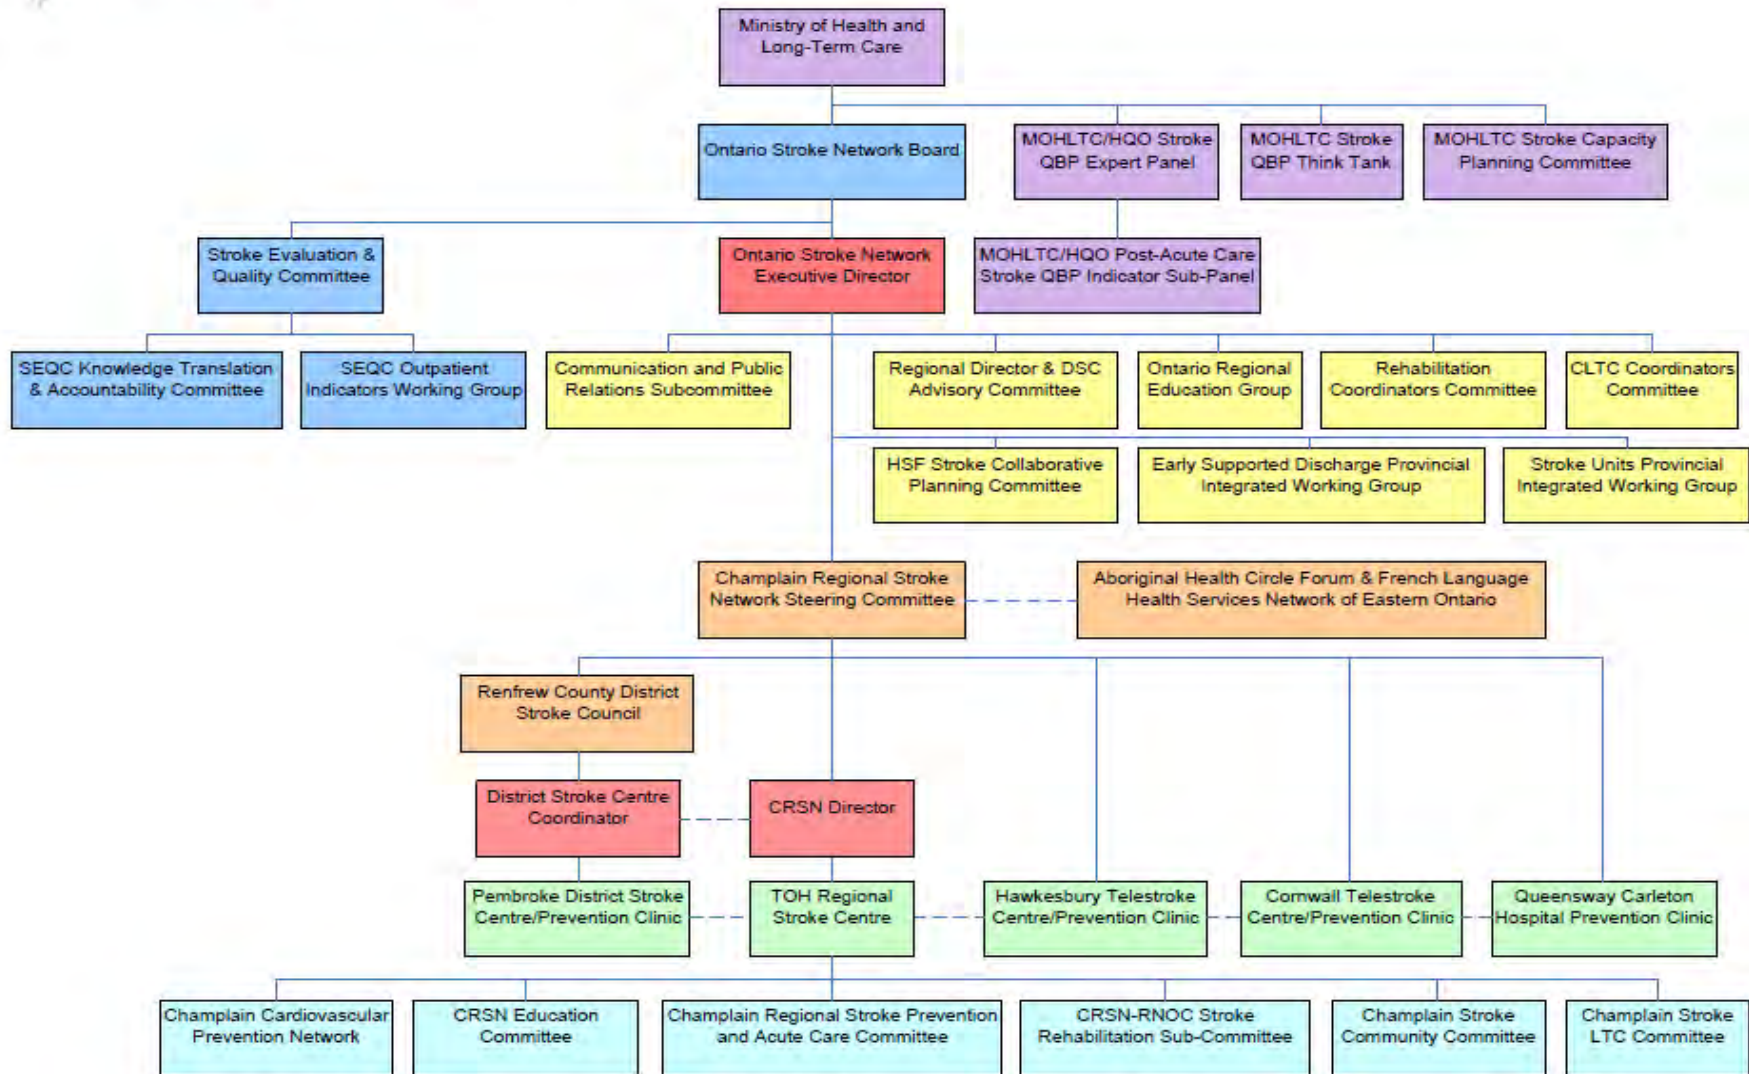 Ministry of Health and
Long-Term Care
Ontario Stroke Network Board
MOHLTC/HQO Stroke
QBP Expert Panel
MOHLTC Stroke
QBP Think Tank
MOHLTC Stroke Capacity
Planning Committee
Stroke Evaluation &
Quality Committee
Ontario Stroke Network
Executive Director
MOHLTC/HQO Post-Acute Care
Stroke QBP Indicator Sub-Panel
SEQC Knowledge Translation
& Accountability Committee
SEQC Outpatient
Indicators Working Group
Communication and Public
Relations Subcommittee
Regional Director & DSC
Advisory Committee
Ontario Regional
Education Group
Rehabilitation
Coordinators Committee
CLTC Coordinators
Committee
HSF Stroke Collaborative
Planning Committee
Early Supported Discharge Provincial
Integrated Working Group
Stroke Units Provincial
Integrated Working Group
Champlain Regional Stroke
Network Steering Committee
Aboriginal Health Circle Forum & French Language
Health Services Network of Eastern Ontario
Renfrew County District
Stroke Council
District Stroke Centre
Coordinator
CRSN Director
Pembroke District Stroke
Centre/Prevention Clinic
TOH Regional
Stroke Centre
Hawkesbury Telestroke
Centre/Prevention Clinic
Cornwall Telestroke
Centre/Prevention Clinic
Queensway Carleton
Hospital Prevention Clinic
Champlain Cardiovascular
Prevention Network
CRSN Education
Committee
Champlain Regional Stroke Prevention
and Acute Care Committee
CRSN-RNOC Stroke
Rehabilitation Sub-Committee
Champlain Stroke
Community Committee
Champlain Stroke
LTC Committee